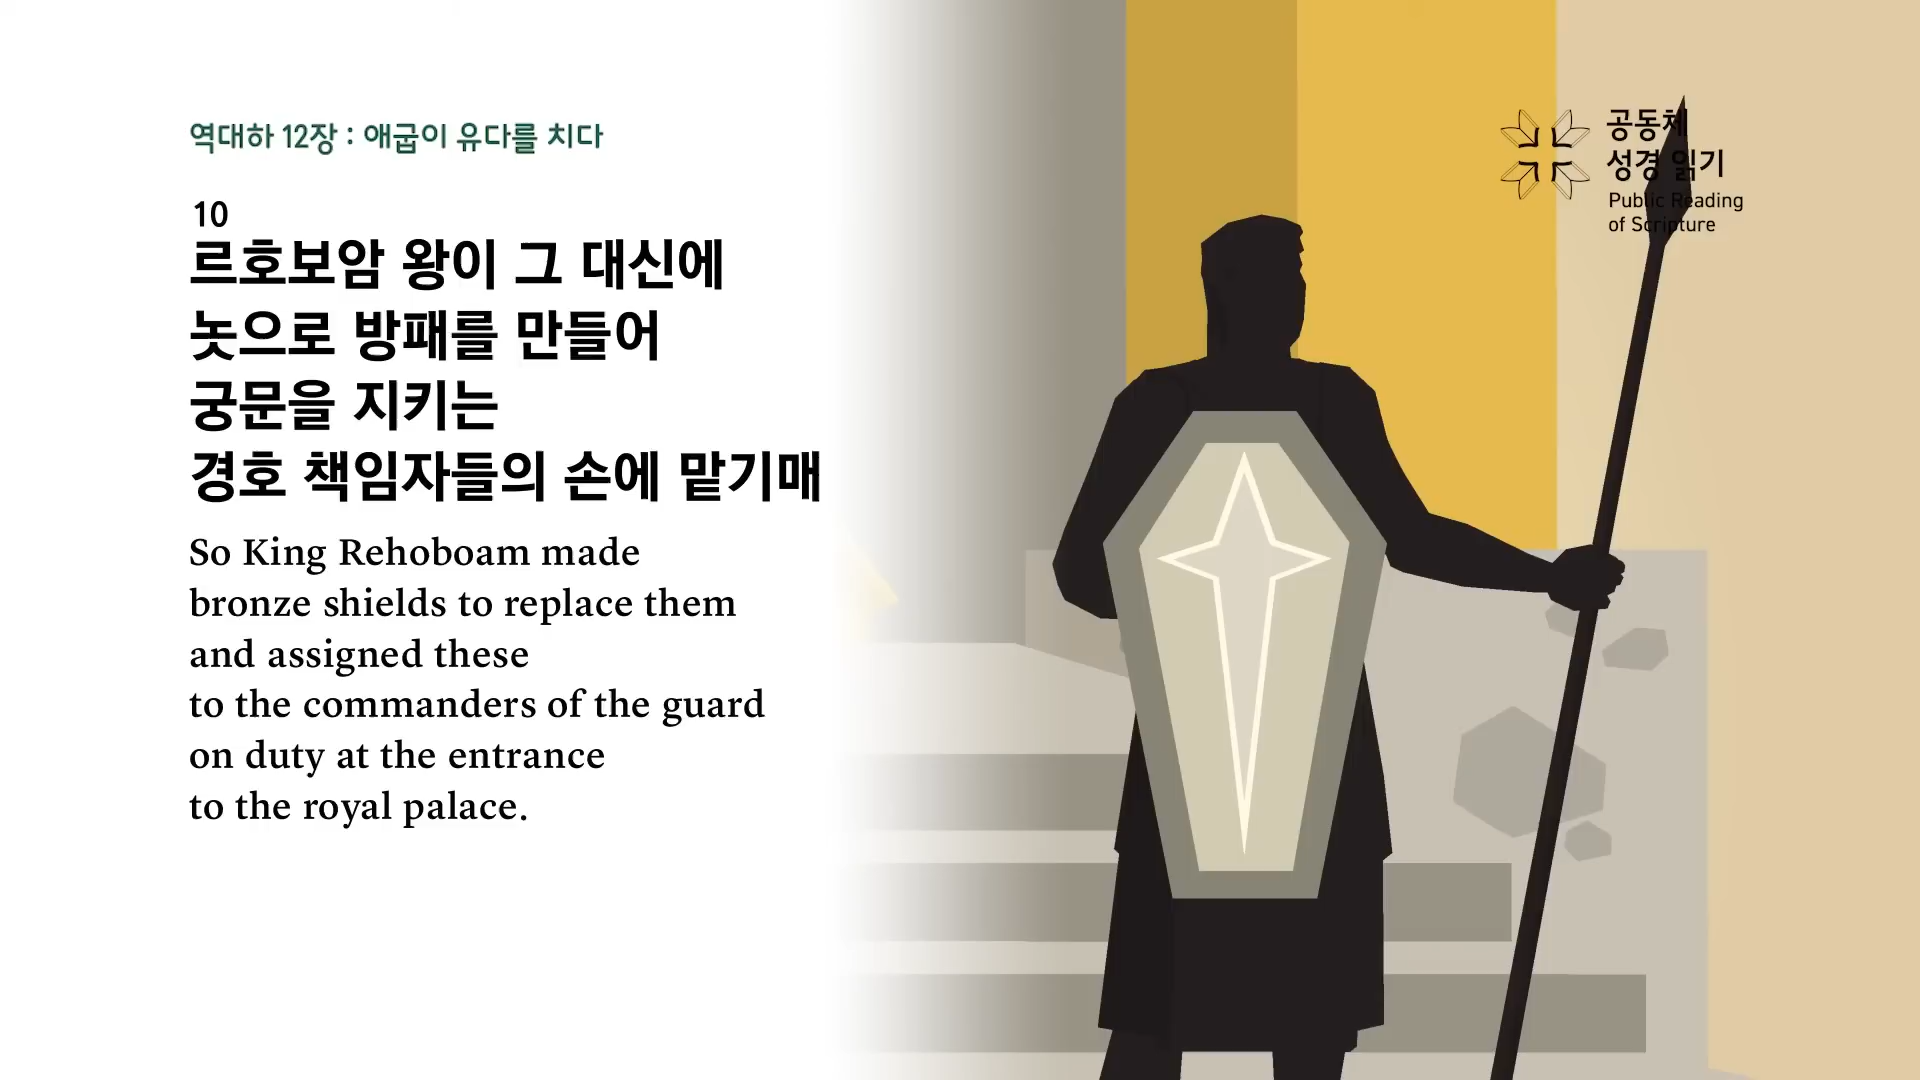 역대하 12장 : 애굽이 유다를 치다
공동체
성경 읽기
Public Reading
of Scripture
10
르호보암 왕이 그 대신에
놋으로 방패를 만들어
궁문을 지키는
경호 책임자들의 손에 맡기매
So King Rehoboam made
bronze shields to replace them
and assigned these
to the commanders of the guard
on duty at the entrance
to the royal palace.